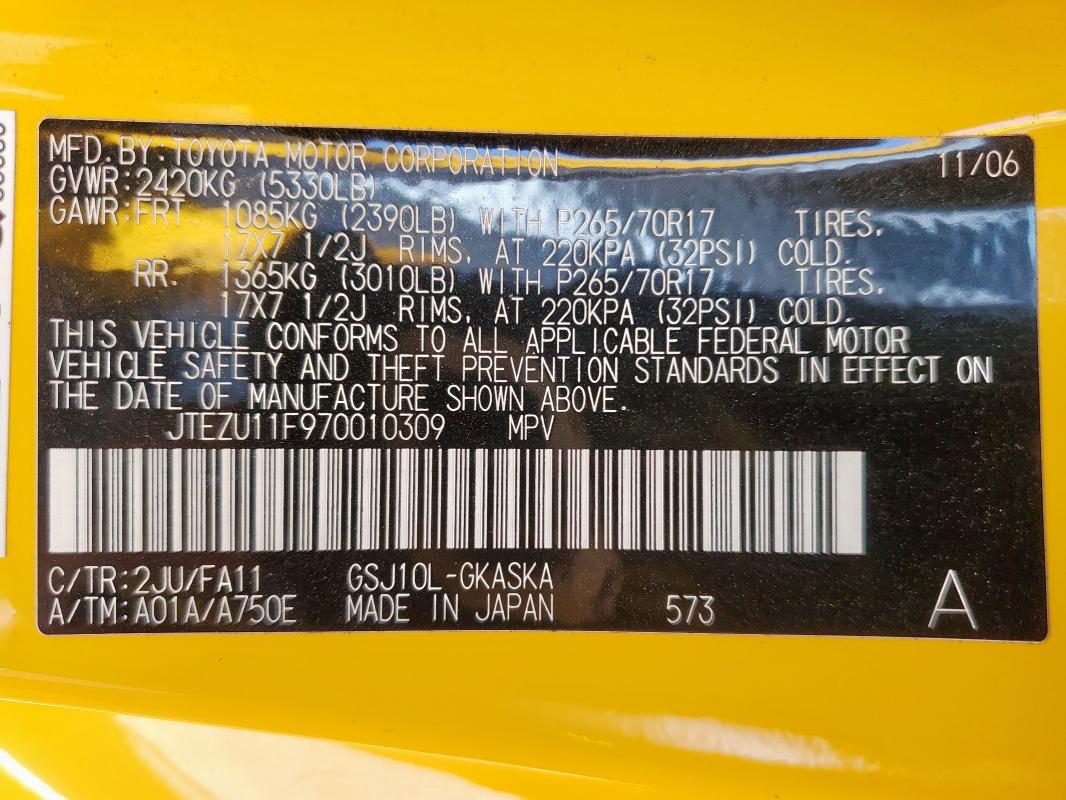 MFD. BY: TOYOTA MOTOR CORPORATION 11/06
GVWR: 2420KG (5330LB)
GAWR: FRT 1085KG (2390LB) WITH P265/70R17 TIRES,
17X7 1/2J RIMS, AT 220KPA (32PSI) COLD.
RR. 1365KG (3010LB) WITH P265/70R17 TIRES,
17X7 1/2J RIMS, AT 220KPA (32PSI) COLD.
THIS VEHICLE CONFORMS TO ALL APPLICABLE FEDERAL MOTOR
VEHICLE SAFETY AND THEFT PREVENTION STANDARDS IN EFFECT ON
THE DATE OF MANUFACTURE SHOWN ABOVE.
JTEZU11F970010309 MPV
C/TR: 2JU/FA11 GSJ10L-GKASKA
A/TM: A01A/A750E MADE IN JAPAN 573 A